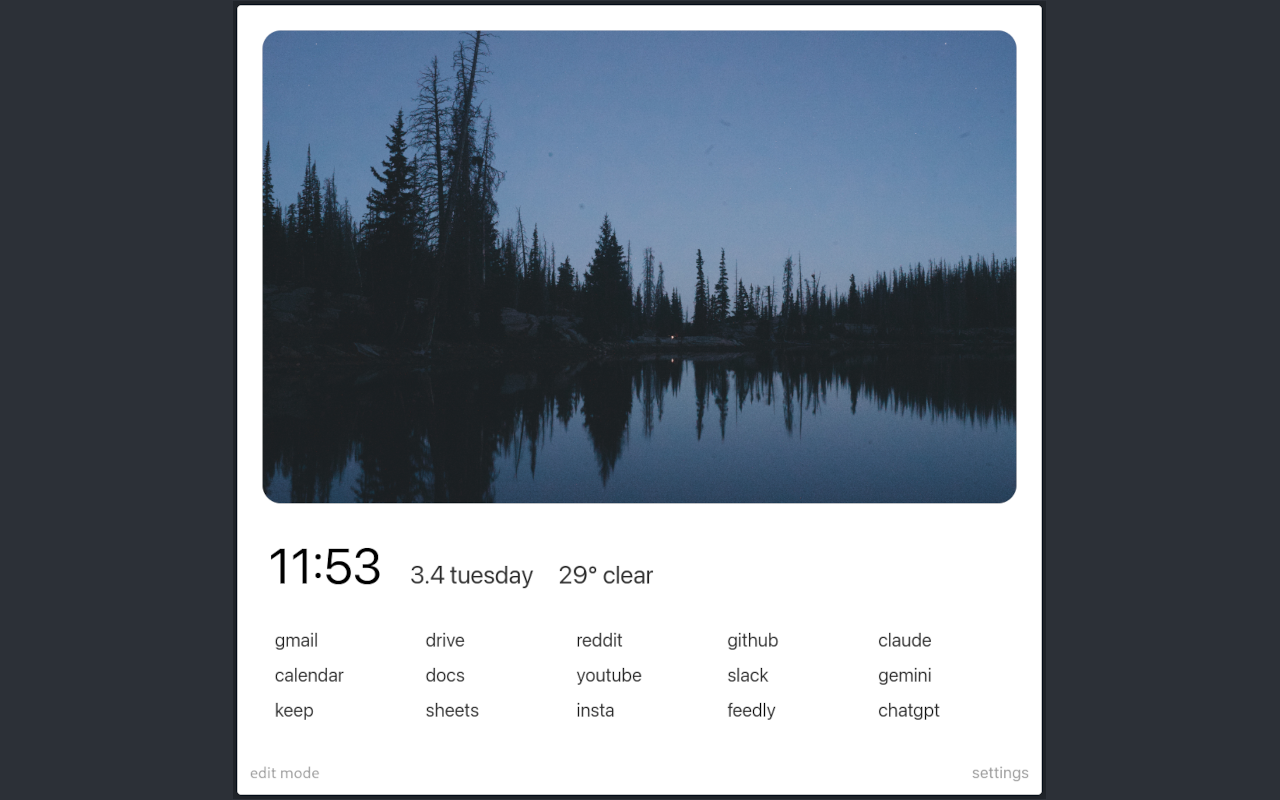 11:53 3.4 tuesday 29° clear
gmail drive reddit github claude
calendar docs youtube slack gemini
keep sheets insta feedly chatgpt
edit mode settings